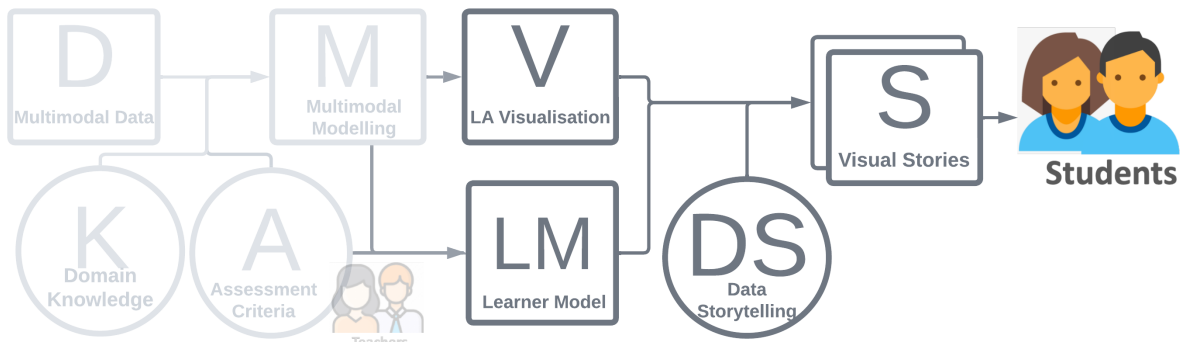 D
Multimodal Data
M
Multimodal
Modelling
V
LA Visualisation
S
Visual Stories
Students
K
Domain
Knowledge
A
Assessment
Criteria
Teachers
LM
Learner Model
DS
Data
Storytelling